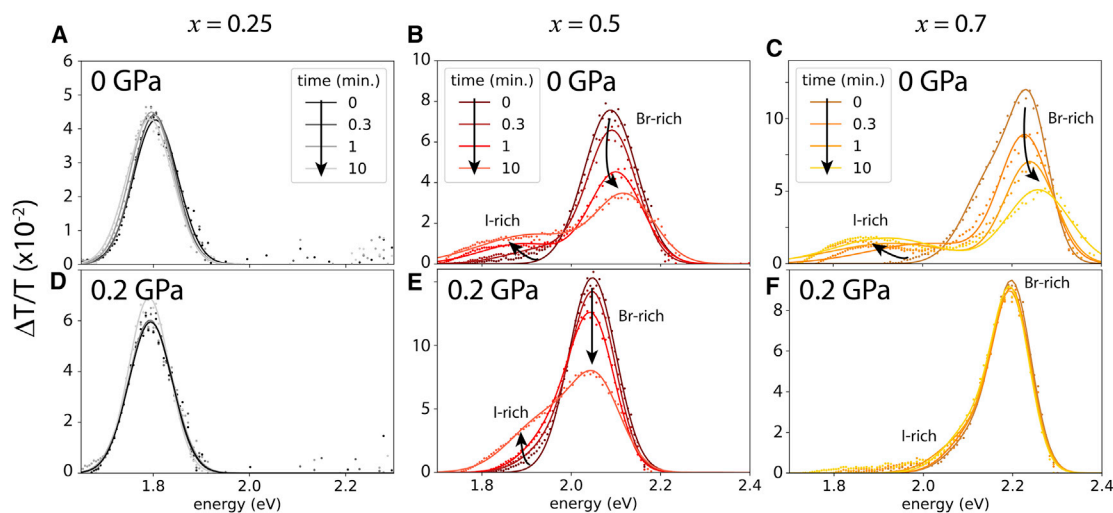 x = 0.25
x = 0.5
x = 0.7
A
0 GPa
time (min.)
0
0.3
1
10
6
5
4
3
2
1
0
B
0 GPa
time (min.)
0
0.3
1
10
Br-rich
I-rich
10
8
6
4
2
0
C
0 GPa
time (min.)
0
0.3
1
10
Br-rich
I-rich
10
5
0
ΔT/T (x10⁻²)
D
0.2 GPa
6
4
2
0
1.8
2.0
2.2
energy (eV)
E
0.2 GPa
Br-rich
I-rich
10
5
0
1.8
2.0
2.2
2.4
energy (eV)
F
0.2 GPa
Br-rich
I-rich
8
6
4
2
0
1.8
2.0
2.2
2.4
energy (eV)